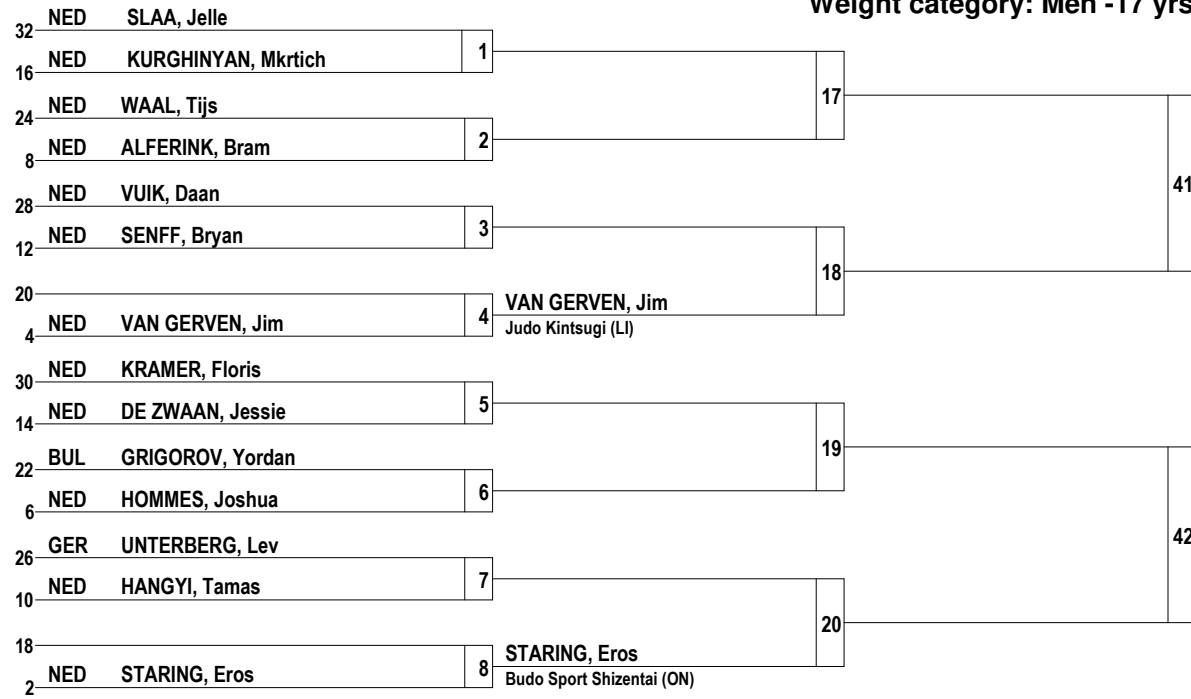 Weight category: Men -17 yrs
NED SLAA, Jelle
32
NED KURGHINYAN, Mkrtich
16
1
NED WAAL, Tijs
24
NED ALFERINK, Bram
8
2
17
NED VUIK, Daan
28
NED SENFF, Bryan
12
3
20
NED VAN GERVEN, Jim
4
4
VAN GERVEN, Jim
Judo Kintsugi (LI)
18
41
NED KRAMER, Floris
30
NED DE ZWAAN, Jessie
14
5
BUL GRIGOROV, Yordan
22
NED HOMMES, Joshua
6
6
19
GER UNTERBERG, Lev
26
NED HANGYI, Tamas
10
7
18
NED STARING, Eros
2
8
STARING, Eros
Budo Sport Shizentai (ON)
20
42